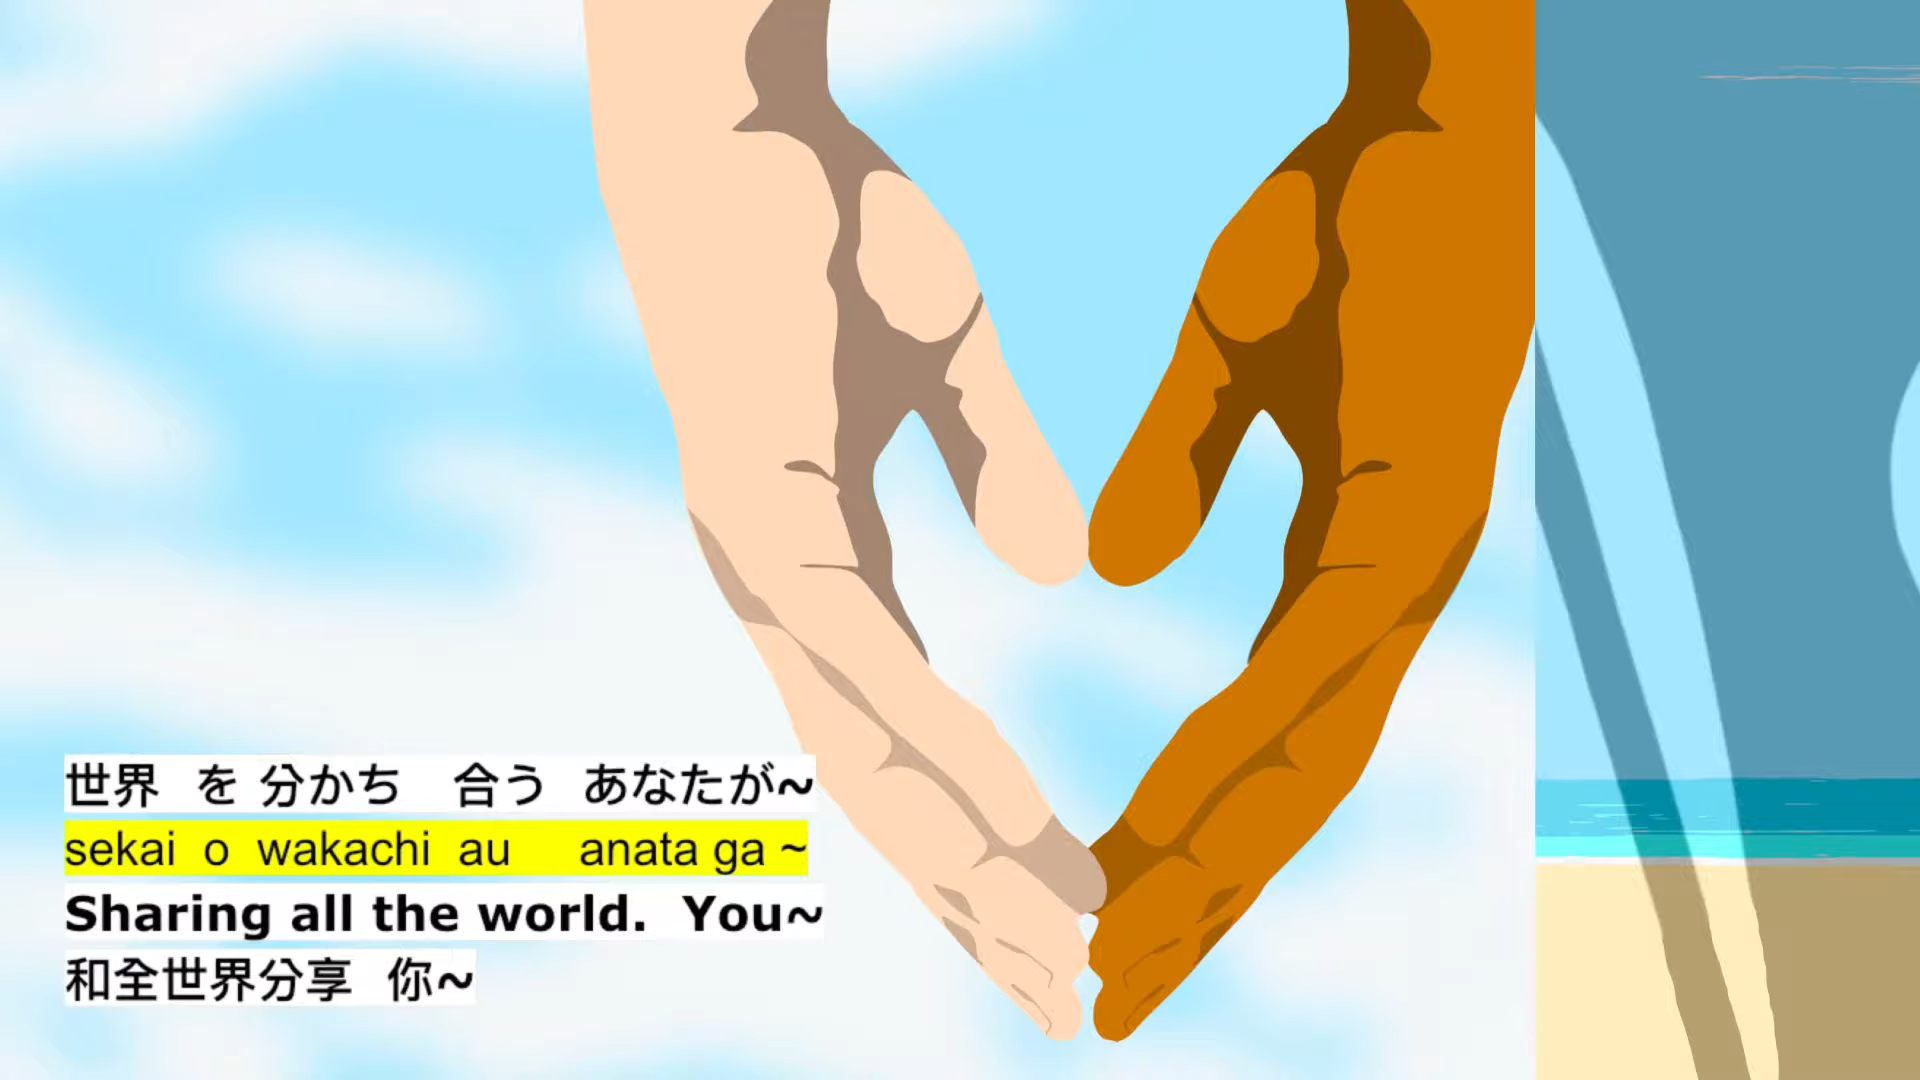 世界 を 分かち 合う あなたが~
sekai o wakachi au anata ga ~
Sharing all the world. You~
和全世界分享 你~